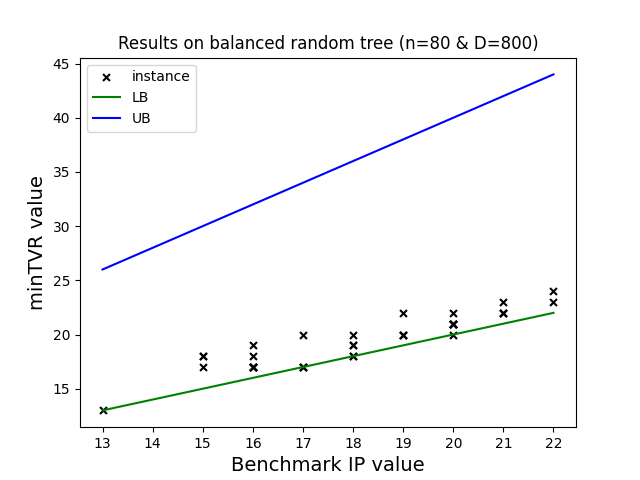 Results on balanced random tree (n=80 & D=800)
45
40
35
30
25
20
15
minTVR value
instance
LB
UB
13 14 15 16 17 18 19 20 21 22
Benchmark IP value